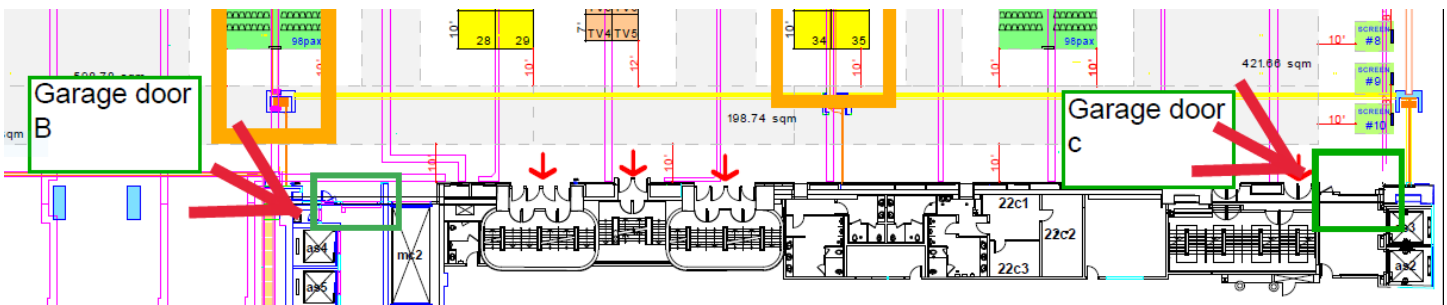 28 29
TV4 TV5
34 35
98pax
98pax
10'
10'
7'
12'
10'
10'
10'
10'
10'
SCREEN
#8
SCREEN
#9
SCREEN
#10
10'
10'
421.66 sqm
198.74 sqm
sqm
Garage door
B
Garage door
c
10'
10'
10'
22c1
22c2
22c3
mc2
as4
as5
as3
as2